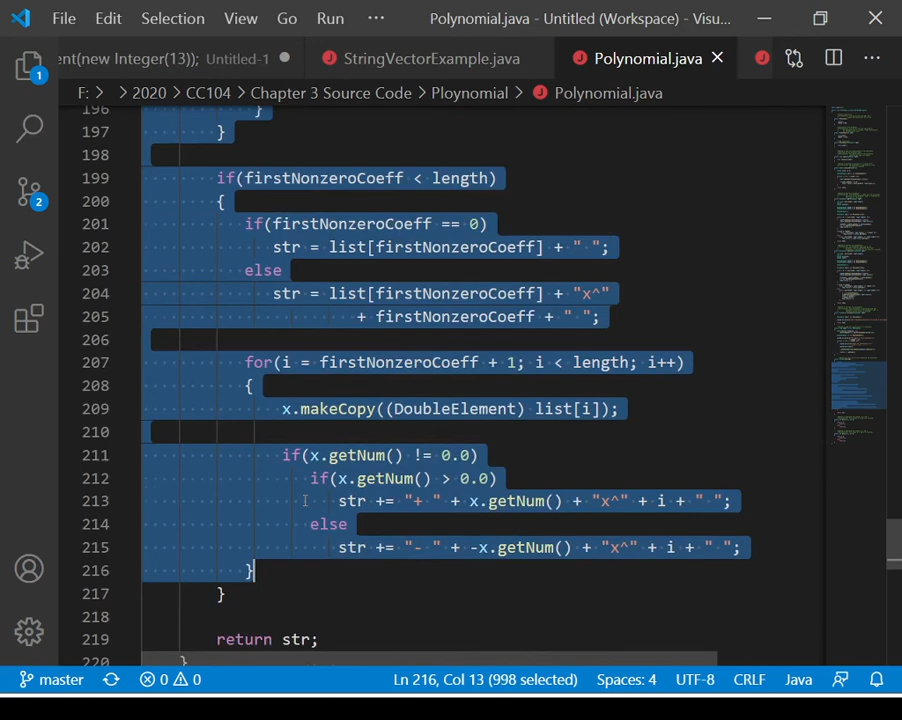 File Edit Selection View Go Run ··· Polynomial.java - Untitled (Workspace) - Visu...
ent(new Integer(13)); Untitled-1 StringVectorExample.java Polynomial.java
F: > > 2020 > CC104 > Chapter 3 Source Code > Ploynomial > Polynomial.java
196 }
197 }
198
199 if(firstNonzeroCoeff < length)
200 {
201 if(firstNonzeroCoeff == 0)
202 str = list[firstNonzeroCoeff] + " ";
203 else
204 str = list[firstNonzeroCoeff] + "x^"
205 + firstNonzeroCoeff + " ";
206
207 for(i = firstNonzeroCoeff + 1; i < length; i++)
208 {
209 x.makeCopy((DoubleElement) list[i]);
210
211 if(x.getNum() != 0.0)
212 if(x.getNum() > 0.0)
213 str += "+ " + x.getNum() + "x^" + i + " ";
214 else
215 str += "- " + -x.getNum() + "x^" + i + " ";
216 }
217 }
218
219 return str;
220 }
1
2
master 0 0 Ln 216, Col 13 (998 selected) Spaces: 4 UTF-8 CRLF Java